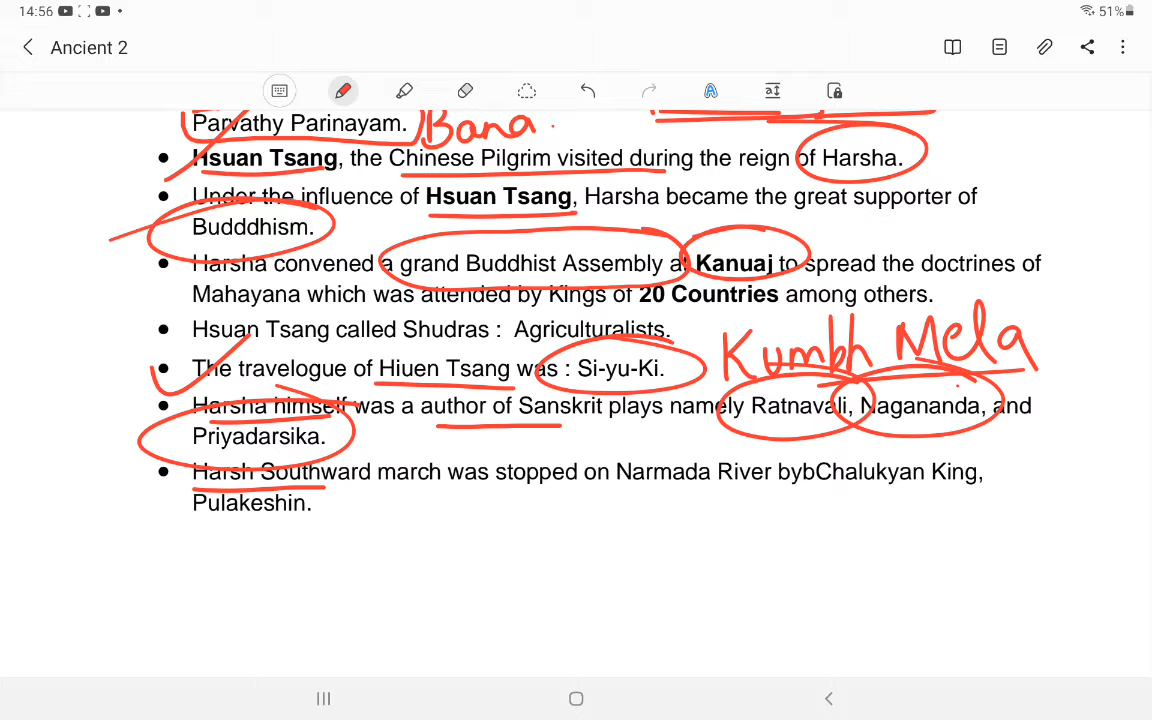 14:56
51%
Ancient 2
Parvathy Parinayam. Bana
• Hsuan Tsang, the Chinese Pilgrim visited during the reign of Harsha.
• Under the influence of Hsuan Tsang, Harsha became the great supporter of
Budddhism.
• Harsha convened a grand Buddhist Assembly at Kanuaj to spread the doctrines of
Mahayana which was attended by Kings of 20 Countries among others.
• Hsuan Tsang called Shudras : Agriculturalists.
Kumbh Mela
• The travelogue of Hiuen Tsang was : Si-yu-Ki.
• Harsha himself was a author of Sanskrit plays namely Ratnavali, Nagananda, and
Priyadarsika.
• Harsh Southward march was stopped on Narmada River bybChalukyan King,
Pulakeshin.